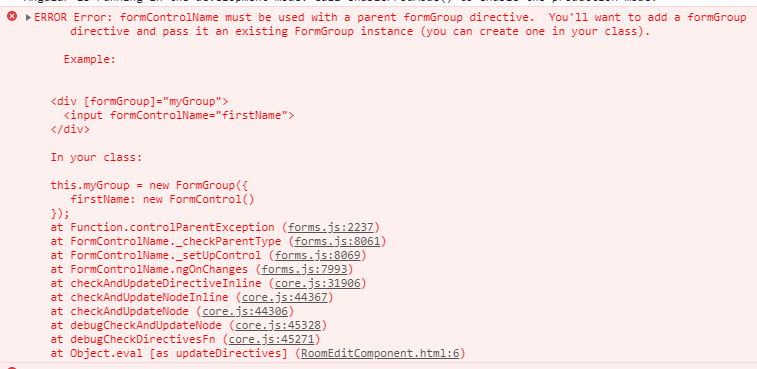 ERROR Error: formControlName must be used with a parent formGroup directive.  You'll want to add a formGroup
directive and pass it an existing FormGroup instance (you can create one in your class).
Example:
<div [formGroup]="myGroup">
<input formControlName="firstName">
</div>
In your class:
this.myGroup = new FormGroup({
firstName: new FormControl()
});
at Function.controlParentException (forms.js:2237)
at FormControlName._checkParentType (forms.js:8061)
at FormControlName._setUpControl (forms.js:8069)
at FormControlName.ngOnChanges (forms.js:7993)
at checkAndUpdateDirectiveInline (core.js:31906)
at checkAndUpdateNodeInline (core.js:44367)
at checkAndUpdateNode (core.js:44306)
at debugCheckAndUpdateNode (core.js:45328)
at debugCheckDirectivesFn (core.js:45271)
at Object.eval [as updateDirectives] (RoomEditComponent.html:6)